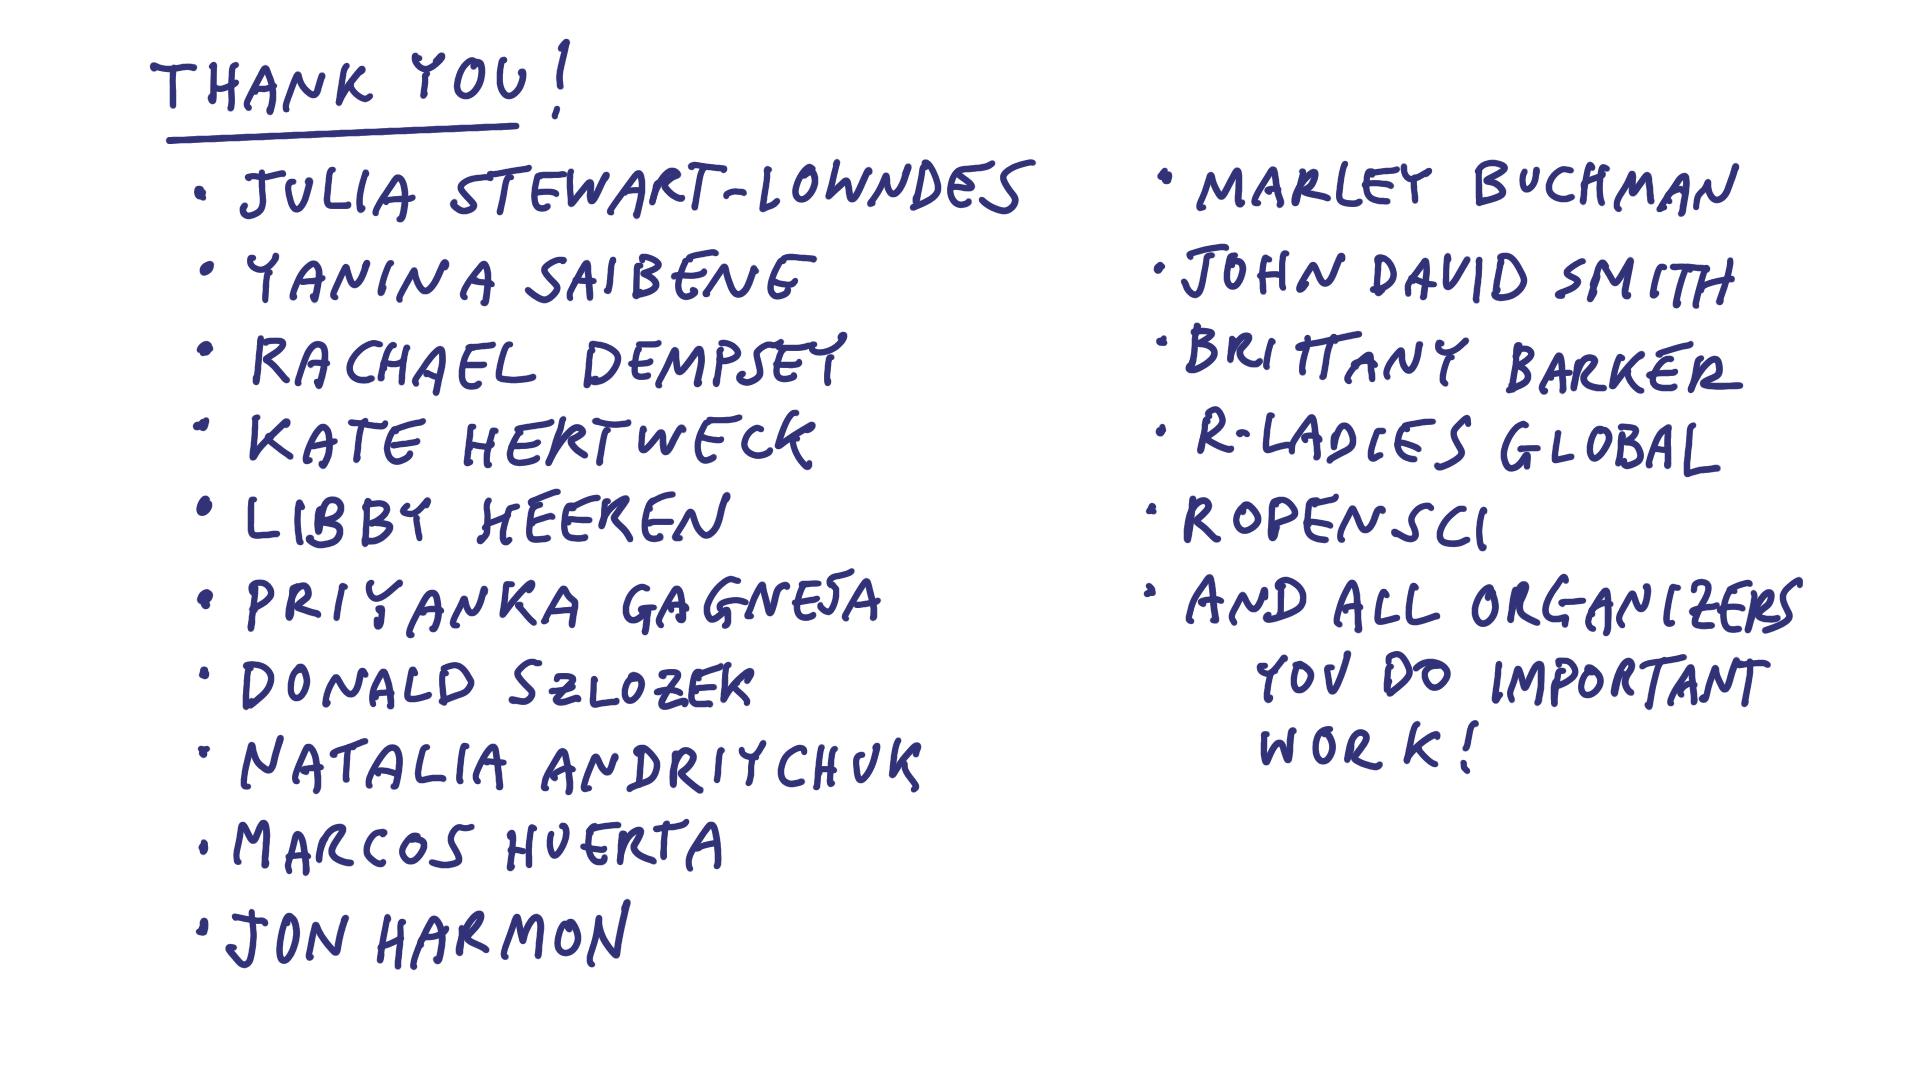 THANK YOU!
• JULIA STEWART-LOWNDES
• YANINA SAIBENE
• RACHAEL DEMPSEY
• KATE HERTWECK
• LIBBY HEEREN
• PRIYANKA GAGNEJA
• DONALD SZLOZEK
• NATALIA ANDRIYCHUK
• MARCOS HUERTA
• JON HARMON
• MARLEY BUCHMAN
• JOHN DAVID SMITH
• BRITTANY BARKER
• R-LADIES GLOBAL
• ROPENSCI
• AND ALL ORGANIZERS
YOU DO IMPORTANT
WORK!